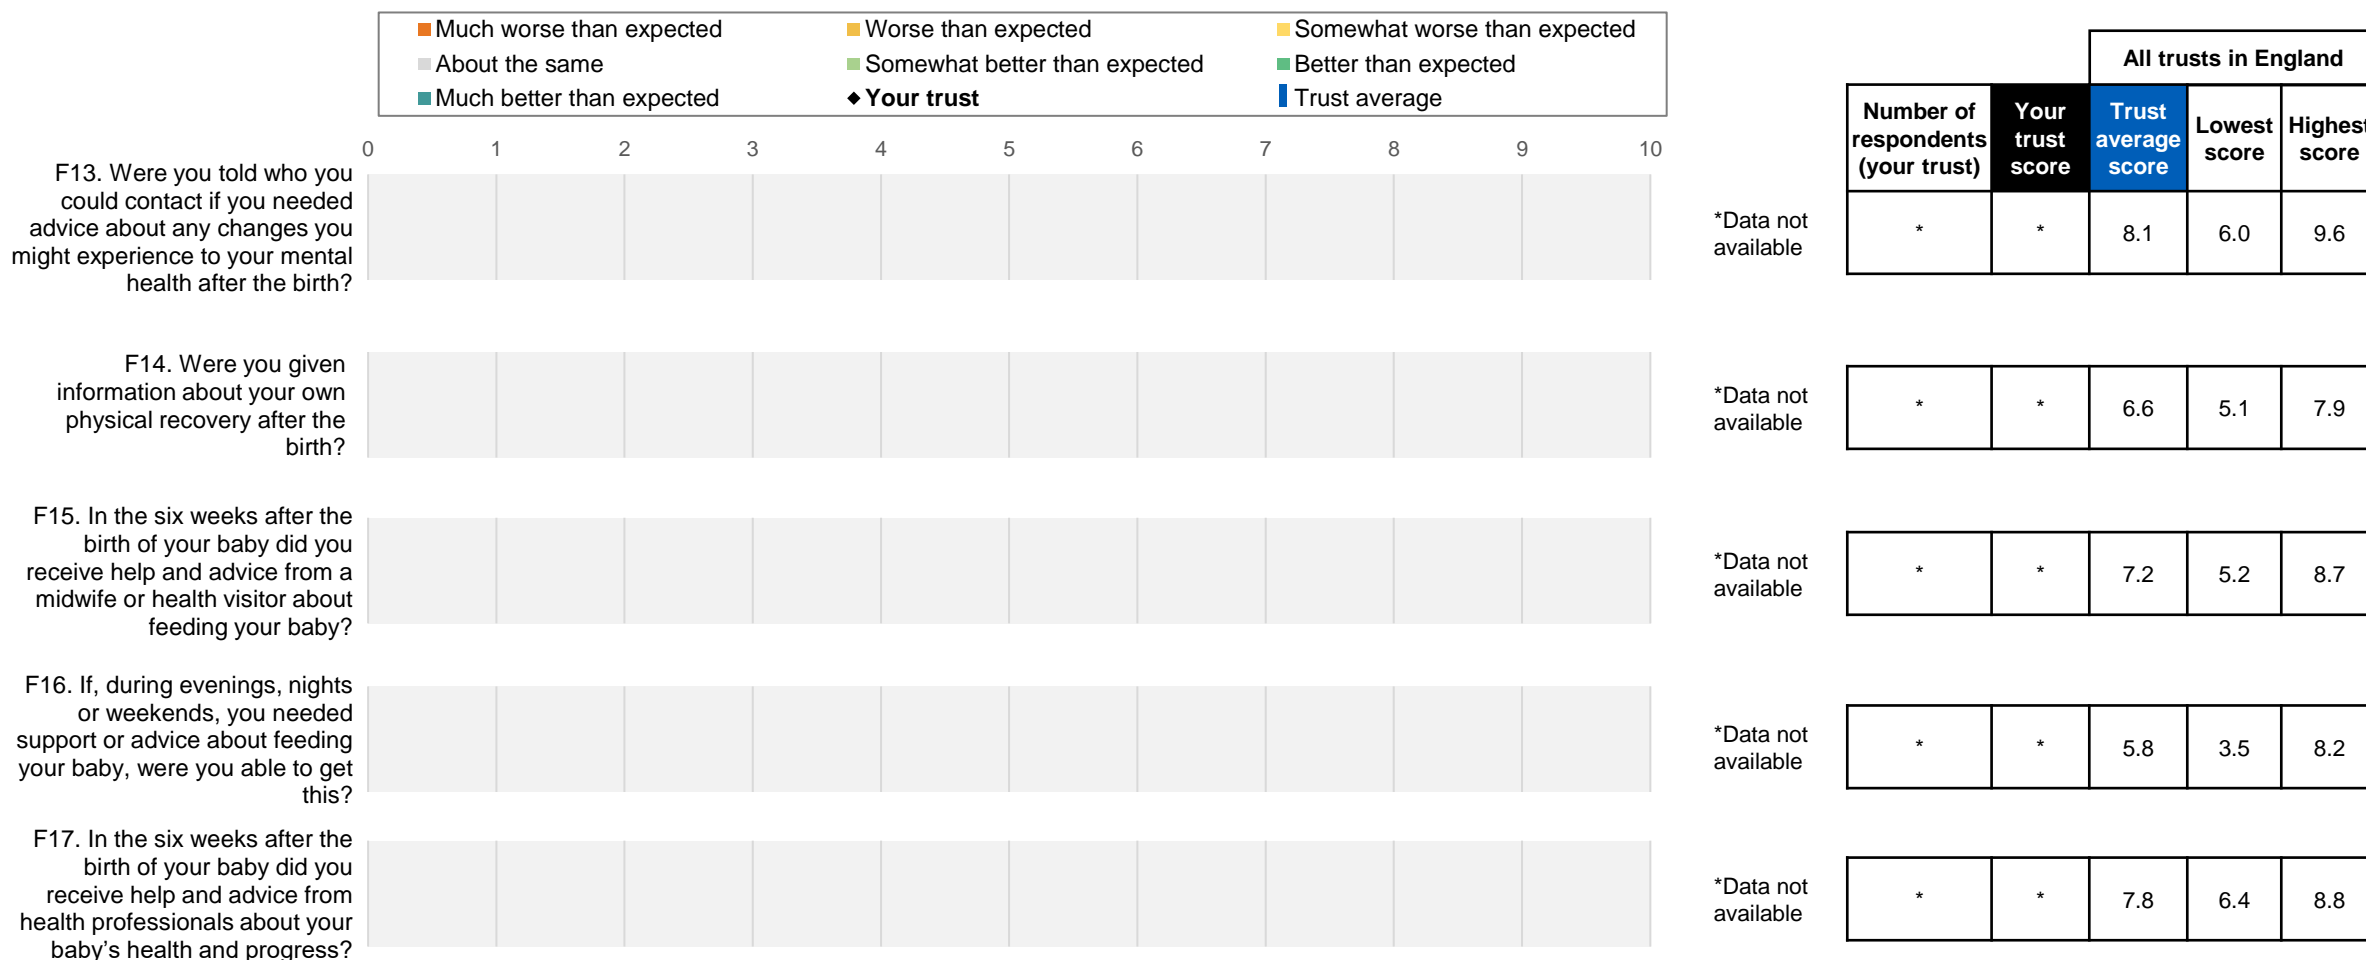 Much worse than expected
Worse than expected
Somewhat worse than expected
About the same
Somewhat better than expected
Better than expected
Much better than expected
Your trust
Trust average
All trusts in England
Number of
respondents
(your trust)
Your
trust
score
Trust
average
score
Lowest
score
Highest
score
0 1 2 3 4 5 6 7 8 9 10
F13. Were you told who you
could contact if you needed
advice about any changes you
might experience to your mental
health after the birth?
*Data not
available
* * 8.1 6.0 9.6
F14. Were you given
information about your own
physical recovery after the
birth?
*Data not
available
* * 6.6 5.1 7.9
F15. In the six weeks after the
birth of your baby did you
receive help and advice from a
midwife or health visitor about
feeding your baby?
*Data not
available
* * 7.2 5.2 8.7
F16. If, during evenings, nights
or weekends, you needed
support or advice about feeding
your baby, were you able to get
this?
*Data not
available
* * 5.8 3.5 8.2
F17. In the six weeks after the
birth of your baby did you
receive help and advice from
health professionals about your
baby’s health and progress?
*Data not
available
* * 7.8 6.4 8.8